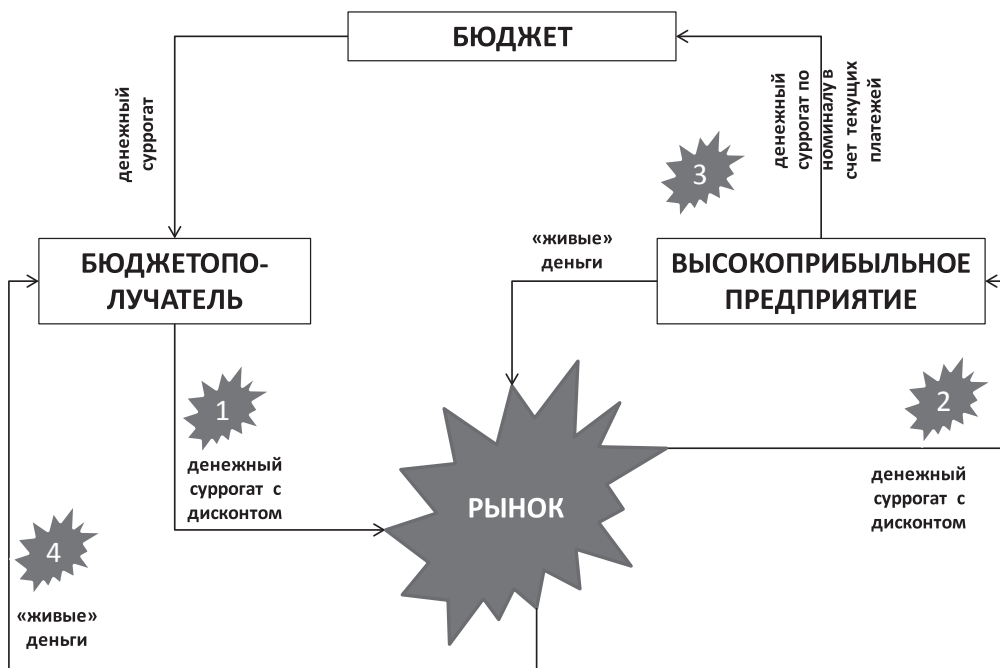 БЮДЖЕТ
денежный
суррогат
денежный
суррогат по
номиналу в
счет текущих
платежей
3
«живые»
деньги
БЮДЖЕТОПО-
ЛУЧАТЕЛЬ
ВЫСОКОПРИБЫЛЬНОЕ
ПРЕДПРИЯТИЕ
1
2
денежный
суррогат с
дисконтом
РЫНОК
денежный
суррогат с
дисконтом
4
«живые»
деньги